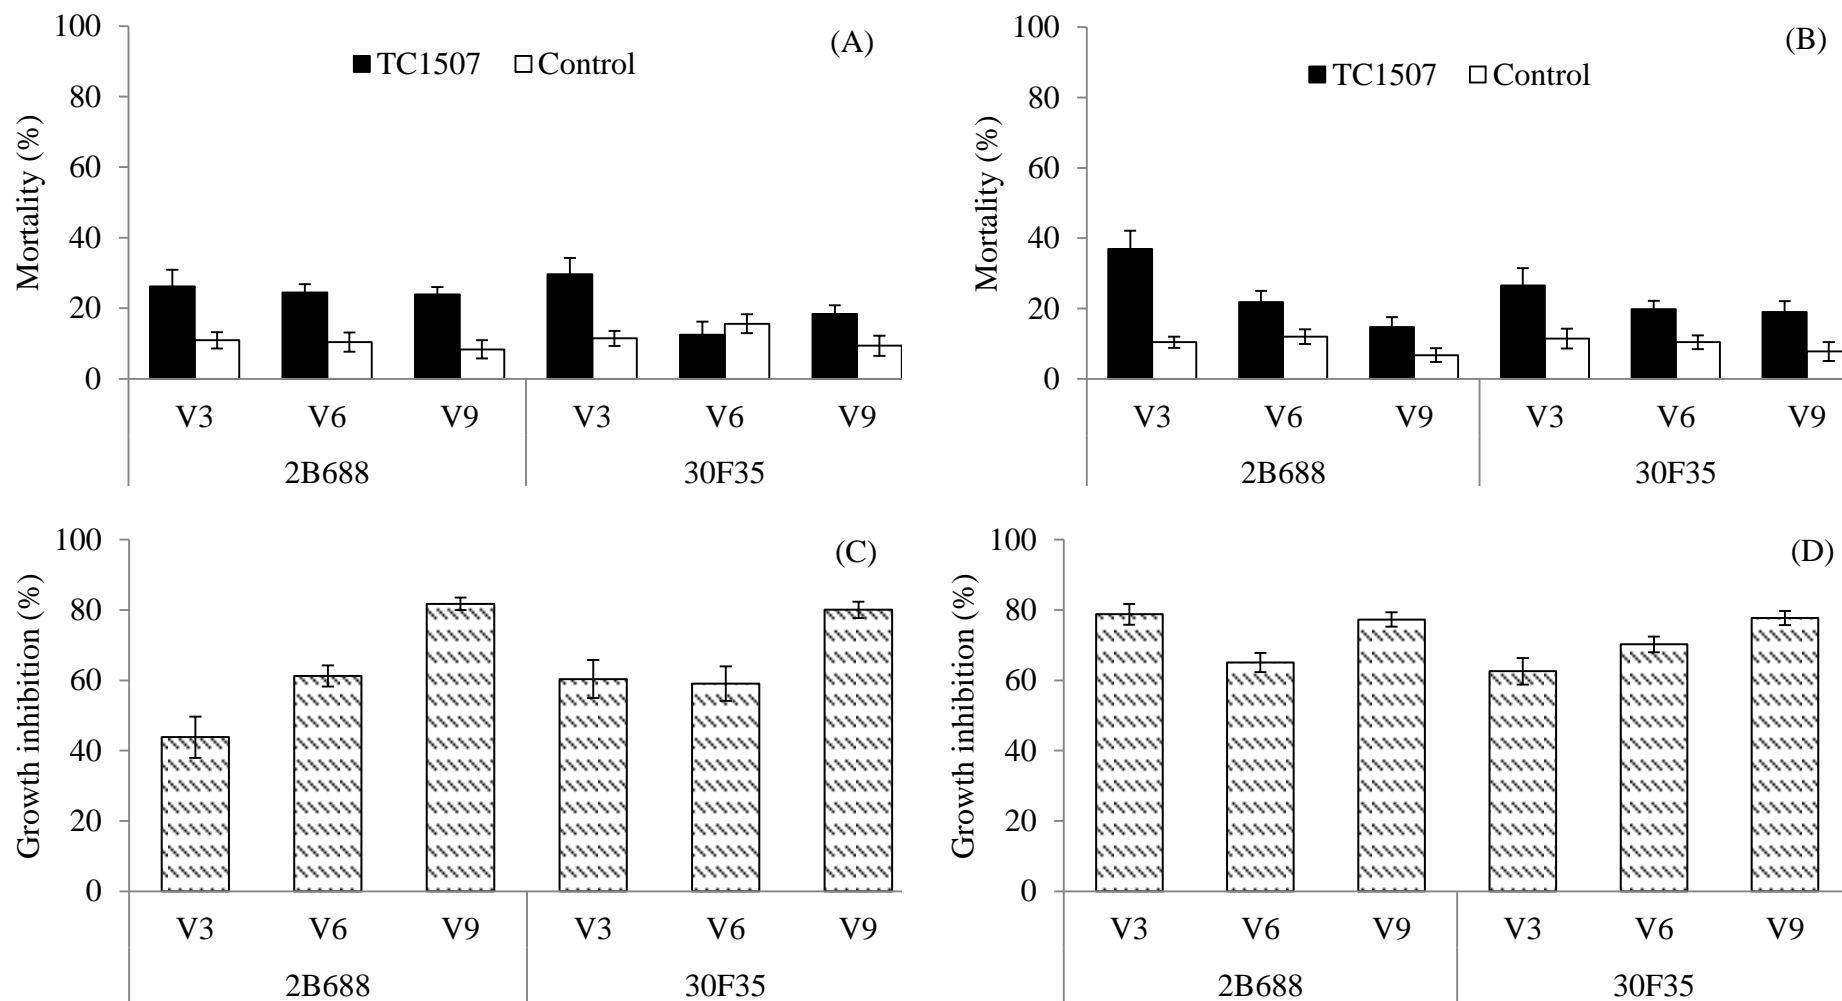 (A)
TC1507 Control
Mortality (%)
100
80
60
40
20
0
V3 V6 V9 V3 V6 V9
2B688 30F35
(B)
TC1507 Control
Mortality (%)
100
80
60
40
20
0
V3 V6 V9 V3 V6 V9
2B688 30F35
(C)
Growth inhibition (%)
100
80
60
40
20
0
V3 V6 V9 V3 V6 V9
2B688 30F35
(D)
Growth inhibition (%)
100
80
60
40
20
0
V3 V6 V9 V3 V6 V9
2B688 30F35